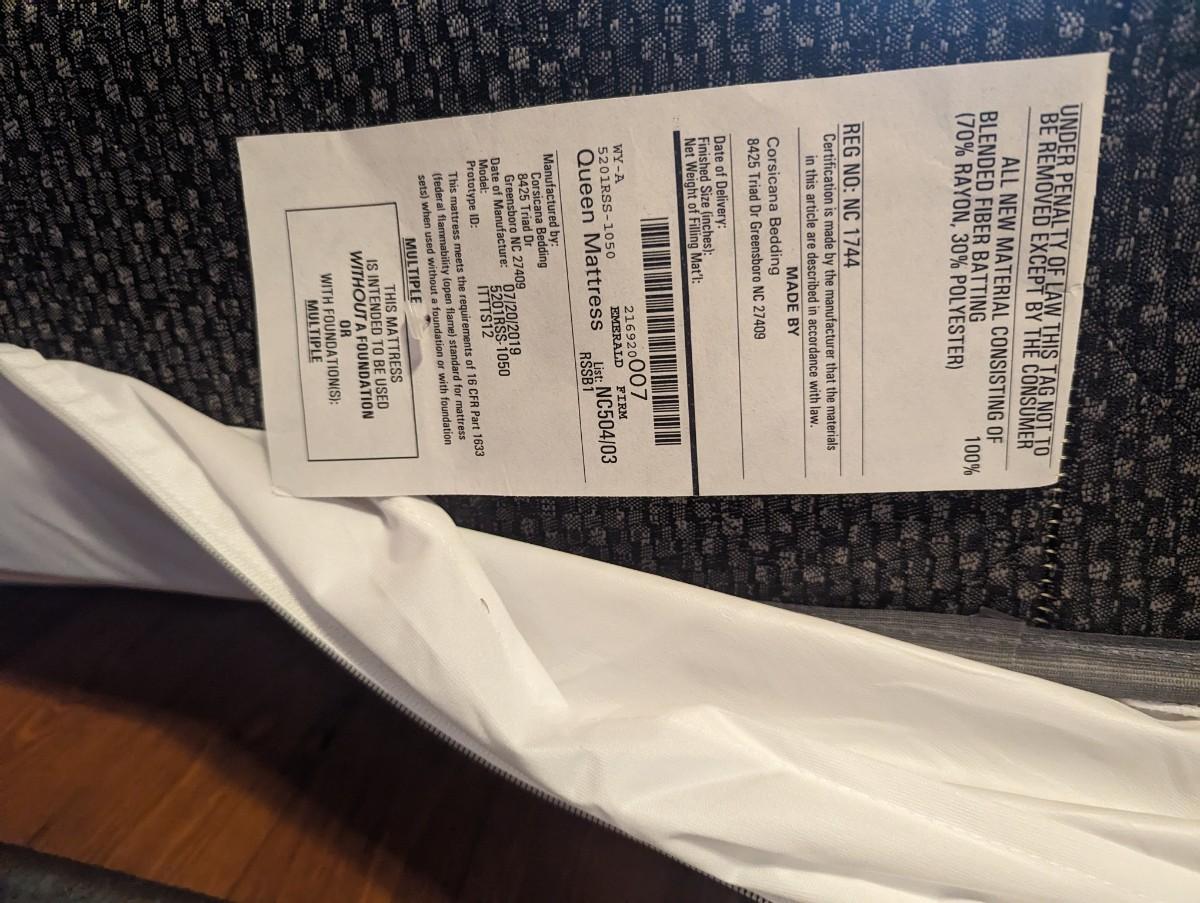 UNDER PENALTY OF LAW THIS TAG NOT TO
BE REMOVED EXCEPT BY THE CONSUMER
ALL NEW MATERIAL CONSISTING OF
BLENDED FIBER BATTING 100%
(70% RAYON, 30% POLYESTER)
REG NO: NC 1744
Certification is made by the manufacturer that the materials
in this article are described in accordance with law.
MADE BY
Corsicana Bedding
8425 Triad Dr Greensboro NC 27409
Date of Delivery:
Finished Size (inches):
Net Weight of Filling Mat'l:
216920007
WY-A EMERALD FIRM
5201RSS-1050 List: NC504/03
Queen Mattress RSSB1
Manufactured by:
Corsicana Bedding
8425 Triad Dr
Greensboro NC 27409
Date of Manufacture: 07/20/2019
Model: 5201RSS-1050
Prototype ID: ITTTS12
This mattress meets the requirements of 16 CFR Part 1633
(federal flammability (open flame) standard for mattress
sets) when used without a foundation or with foundation
MULTIPLE
THIS MATTRESS
IS INTENDED TO BE USED
WITHOUT A FOUNDATION
OR
WITH FOUNDATION(S):
MULTIPLE